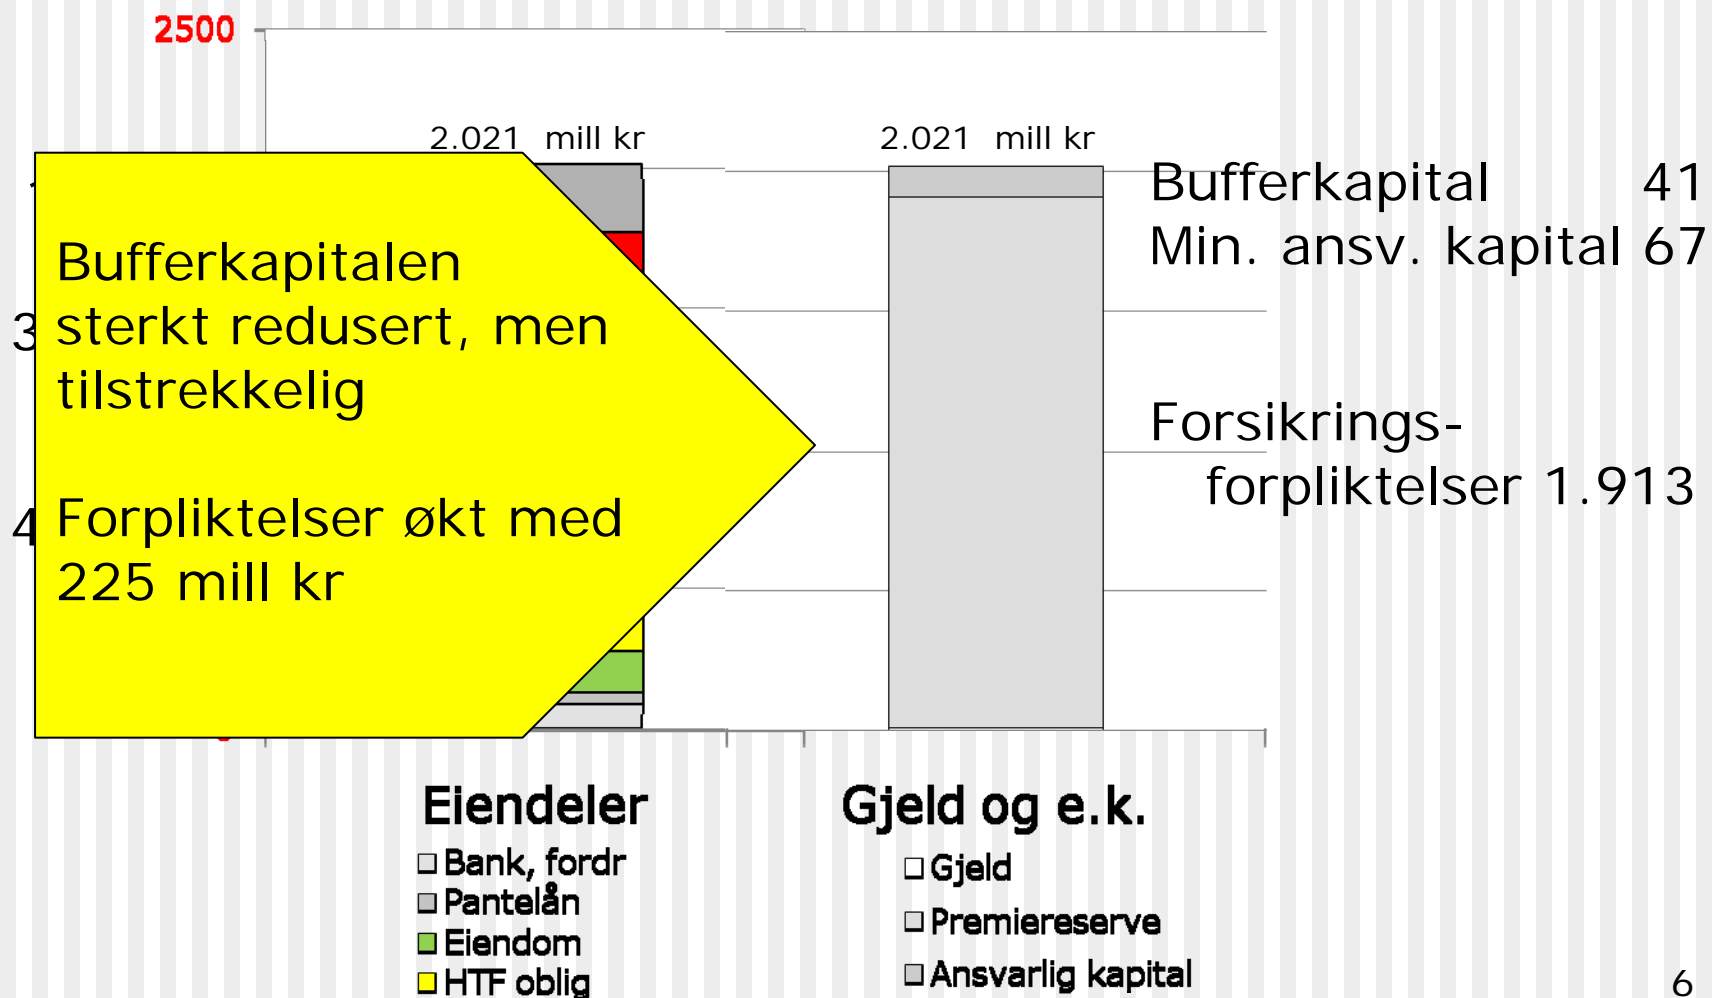 2500
2.021 mill kr
2.021 mill kr
Bufferkapital 41
Min. ansv. kapital 67
Bufferkapitalen
sterkt redusert, men
tilstrekkelig
3
Forsikrings-
forpliktelser 1.913
Forpliktelser økt med
225 mill kr
4
Eiendeler
Bank, fordr
Pantelån
Eiendom
HTF oblig
Gjeld og e.k.
Gjeld
Premiereserve
Ansvarlig kapital
6